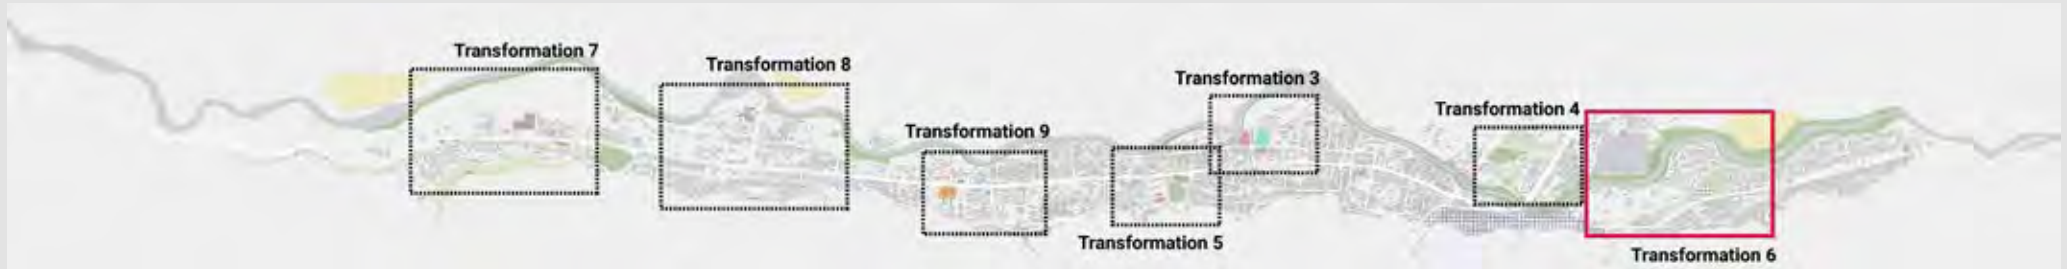 Transformation 7
Transformation 8
Transformation 9
Transformation 5
Transformation 3
Transformation 4
Transformation 6